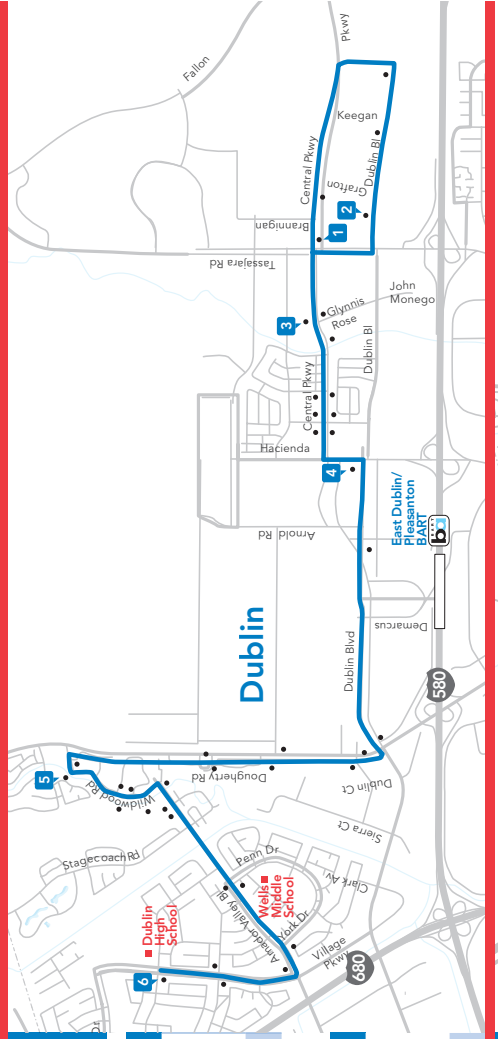 Fallon
Pkwy
Keegan
Central Pkwy
Grafton
Dublin Bl
2
1
Brannigan
Tassajara Rd
John
Monego
Glynnis
Rose
3
Dublin Bl
Central Pkwy
Hacienda
4
East Dublin/
Pleasanton
BART
Arnold Rd
Dublin
Demarcus
Dublin Blvd
580
5
Dougherty Rd
Wildwood Rd
Dublin Ct
Sierra Ct
Stagecoach Rd
Penn Dr
Clark Av
Amador Valley Bl
Wells
Middle
School
York Dr
Village
Pkwy
680
Dublin
High
School
6
Dr